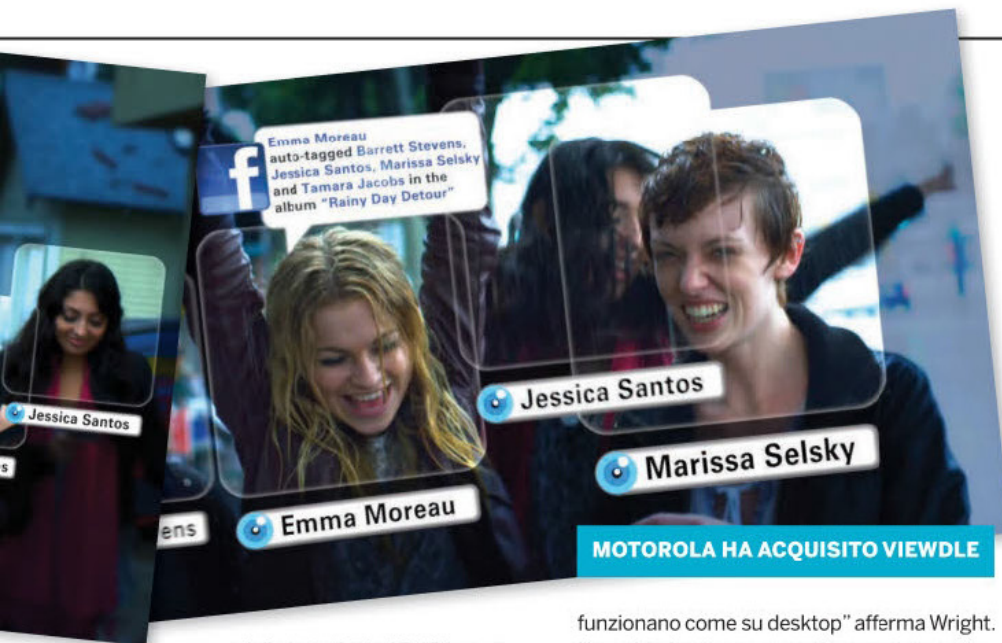 Emma Moreau
auto-tagged Barrett Stevens,
Jessica Santos, Marissa Selsky
and Tamara Jacobs in the
album "Rainy Day Detour"
f
Jessica Santos
s
ens
Emma Moreau
Jessica Santos
Marissa Selsky
MOTOROLA HA ACQUISITO VIEWDLE
funzionano come su desktop” afferma Wright.